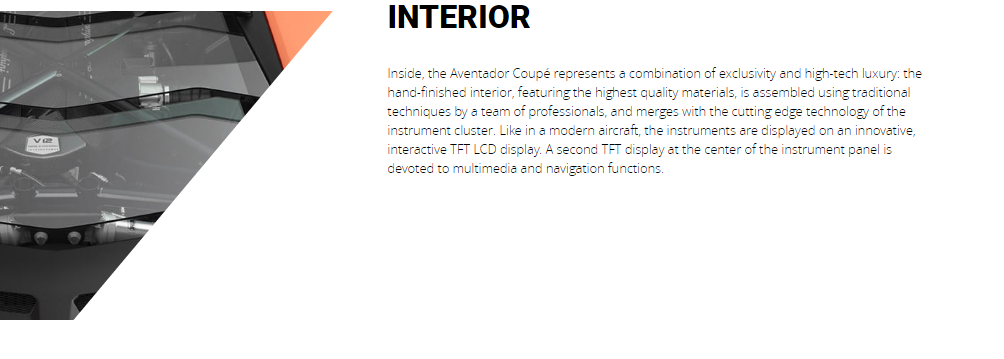 INTERIOR
Inside, the Aventador Coupé represents a combination of exclusivity and high-tech luxury: the
hand-finished interior, featuring the highest quality materials, is assembled using traditional
techniques by a team of professionals, and merges with the cutting edge technology of the
instrument cluster. Like in a modern aircraft, the instruments are displayed on an innovative,
interactive TFT LCD display. A second TFT display at the center of the instrument panel is
devoted to multimedia and navigation functions.
V12